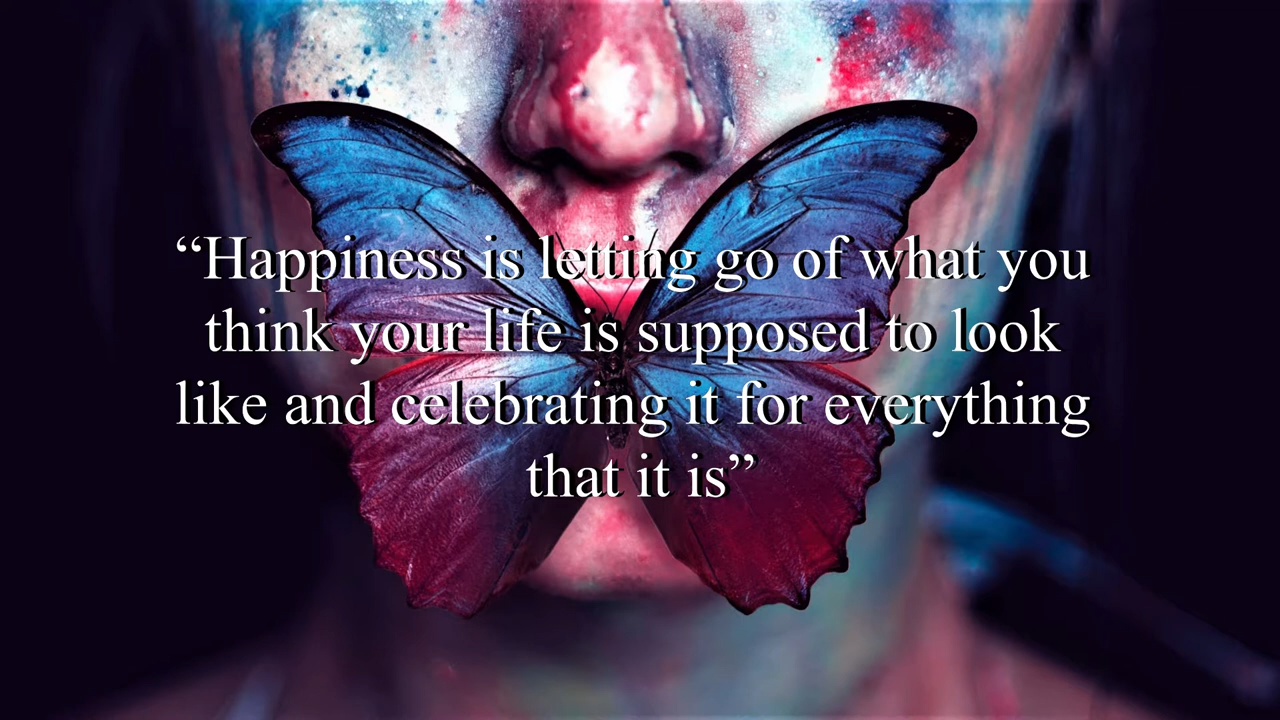 “Happiness is letting go of what you
think your life is supposed to look
like and celebrating it for everything
that it is”